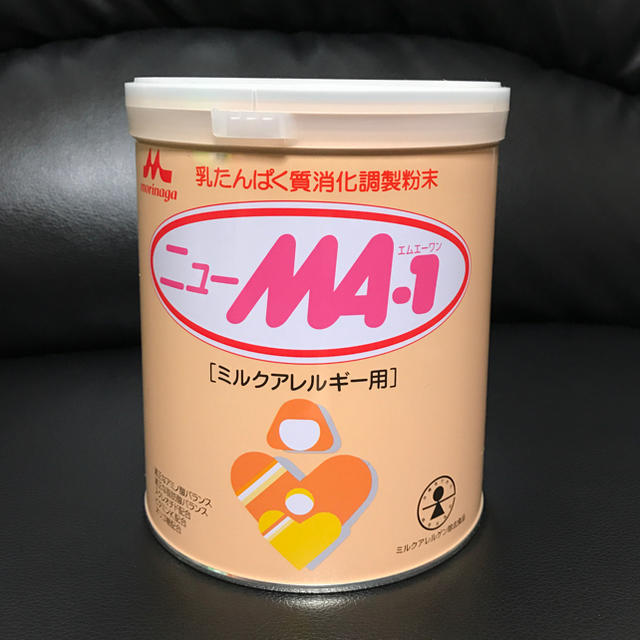 morinaga
乳たんぱく質消化調製粉末
エムエーワン
ニューMA・1
[ミルクアレルギー用]
ミルクアレルゲン除去食品